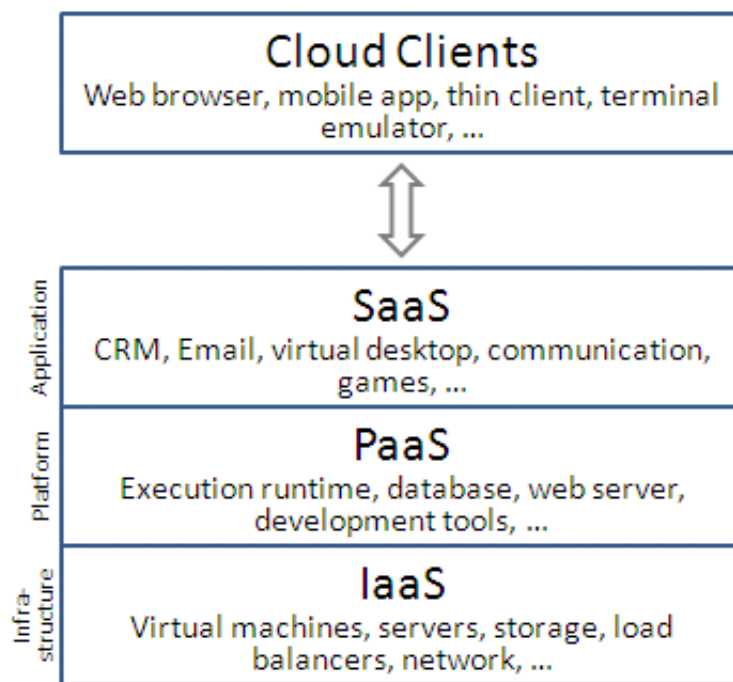 Cloud Clients
Web browser, mobile app, thin client, terminal
emulator, ...
Application
SaaS
CRM, Email, virtual desktop, communication,
games, ...
Platform
PaaS
Execution runtime, database, web server,
development tools, ...
Infra-
structure
IaaS
Virtual machines, servers, storage, load
balancers, network, ...